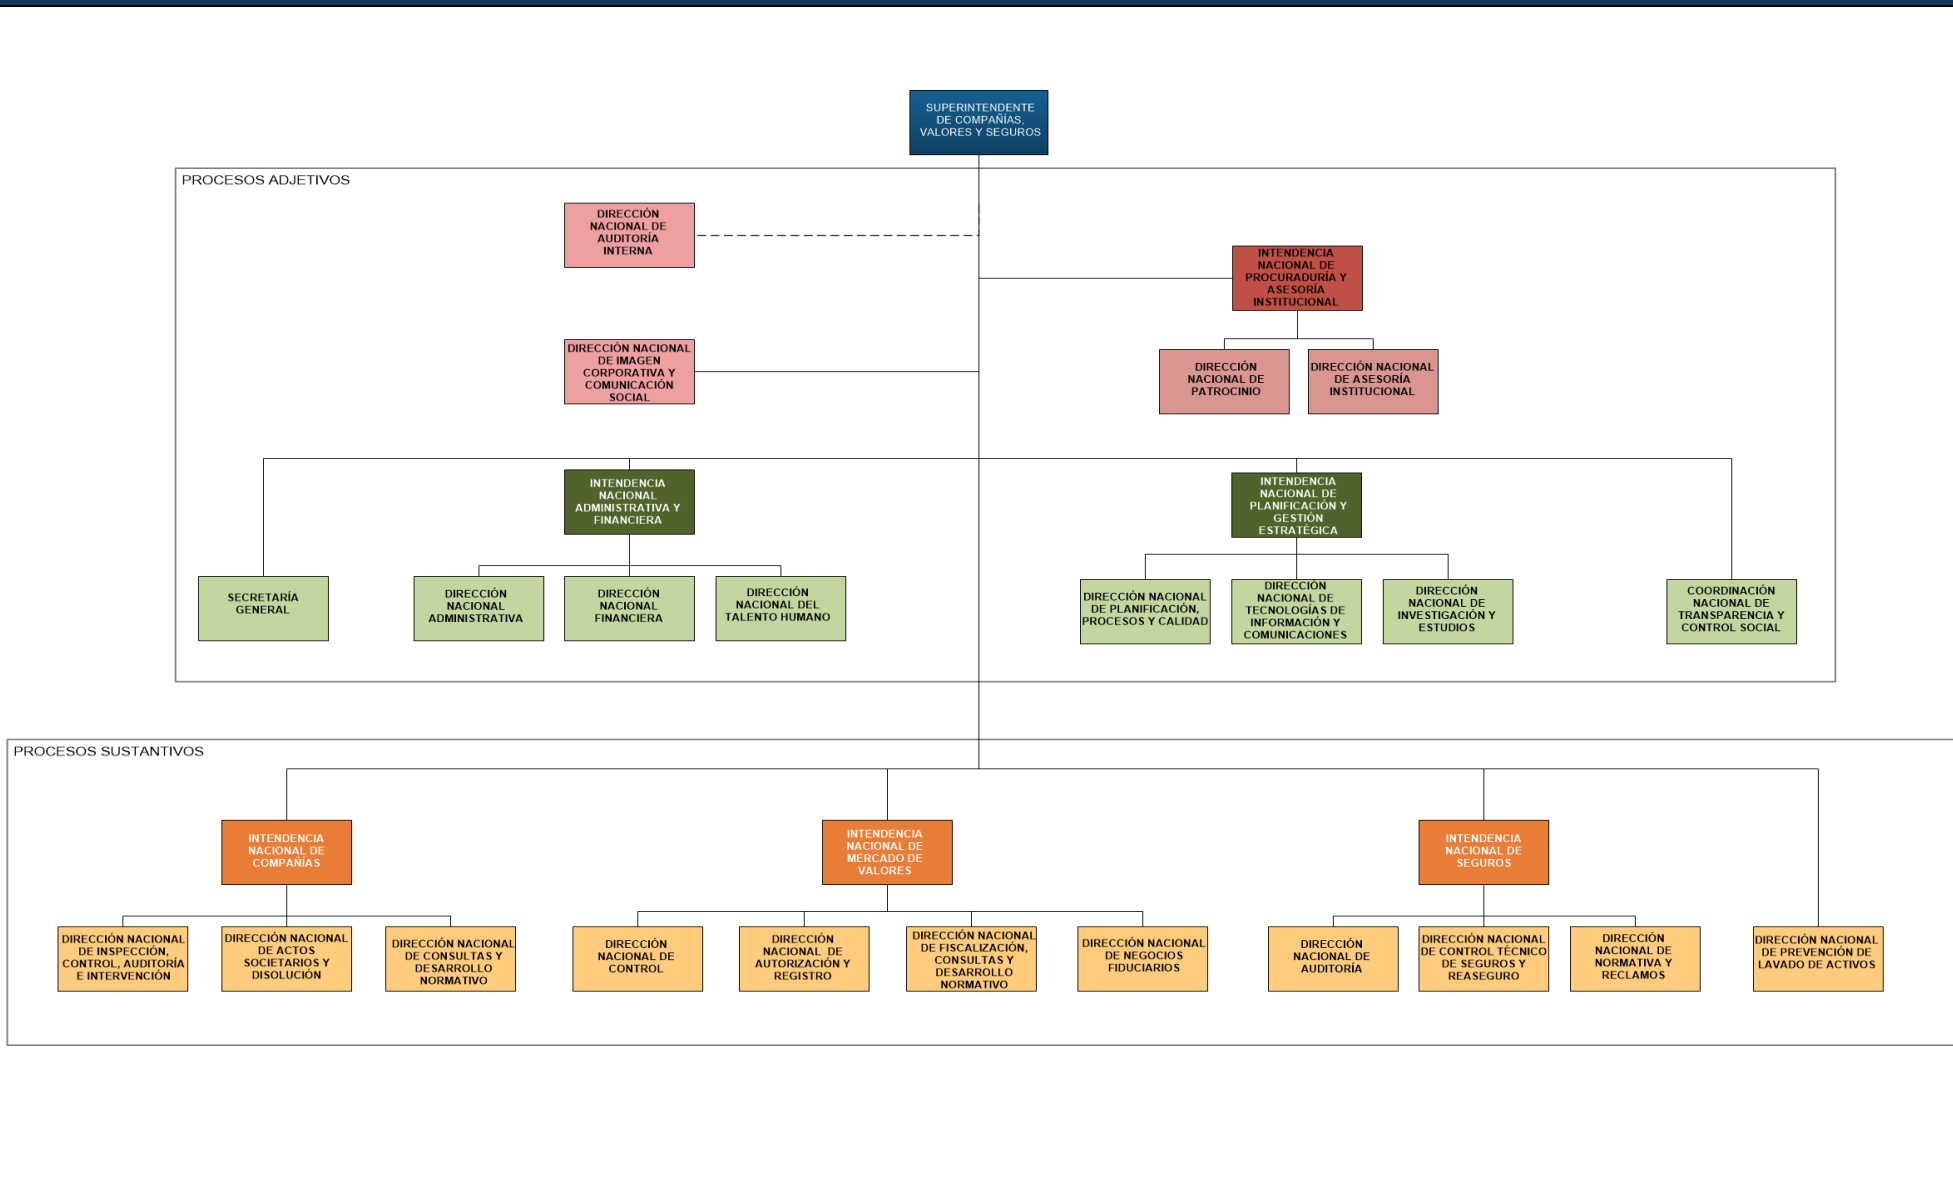 SUPERINTENDENTE
DE COMPAÑÍAS,
VALORES Y SEGUROS
PROCESOS ADJETIVOS
DIRECCIÓN
NACIONAL DE
AUDITORÍA
INTERNA
INTENDENCIA
NACIONAL DE
PROCURADURÍA Y
ASESORÍA
INSTITUCIONAL
DIRECCIÓN NACIONAL
DE IMAGEN
CORPORATIVA Y
COMUNICACIÓN
SOCIAL
DIRECCIÓN
NACIONAL DE
PATROCINIO
DIRECCIÓN NACIONAL
DE ASESORÍA
INSTITUCIONAL
INTENDENCIA
NACIONAL
ADMINISTRATIVA Y
FINANCIERA
INTENDENCIA
NACIONAL DE
PLANIFICACIÓN Y
GESTIÓN
ESTRATÉGICA
SECRETARÍA
GENERAL
DIRECCIÓN
NACIONAL
ADMINISTRATIVA
DIRECCIÓN
NACIONAL
FINANCIERA
DIRECCIÓN
NACIONAL DEL
TALENTO HUMANO
DIRECCIÓN NACIONAL
DE PLANIFICACIÓN,
PROCESOS Y CALIDAD
DIRECCIÓN
NACIONAL DE
TECNOLOGÍAS DE
INFORMACIÓN Y
COMUNICACIONES
DIRECCIÓN
NACIONAL DE
INVESTIGACIÓN Y
ESTUDIOS
COORDINACIÓN
NACIONAL DE
TRANSPARENCIA Y
CONTROL SOCIAL
PROCESOS SUSTANTIVOS
INTENDENCIA
NACIONAL DE
COMPAÑÍAS
INTENDENCIA
NACIONAL DE
MERCADO DE
VALORES
INTENDENCIA
NACIONAL DE
SEGUROS
DIRECCIÓN NACIONAL
DE INSPECCIÓN,
CONTROL, AUDITORÍA
E INTERVENCIÓN
DIRECCIÓN NACIONAL
DE ACTOS
SOCIETARIOS Y
DISOLUCIÓN
DIRECCIÓN NACIONAL
DE CONSULTAS Y
DESARROLLO
NORMATIVO
DIRECCIÓN
NACIONAL DE
CONTROL
DIRECCIÓN
NACIONAL DE
AUTORIZACIÓN Y
REGISTRO
DIRECCIÓN NACIONAL
DE FISCALIZACIÓN,
CONSULTAS Y
DESARROLLO
NORMATIVO
DIRECCIÓN NACIONAL
DE NEGOCIOS
FIDUCIARIOS
DIRECCIÓN
NACIONAL DE
AUDITORÍA
DIRECCIÓN NACIONAL
DE CONTROL TÉCNICO
DE SEGUROS Y
REASEGURO
DIRECCIÓN
NACIONAL DE
NORMATIVA Y
RECLAMOS
DIRECCIÓN NACIONAL
DE PREVENCIÓN DE
LAVADO DE ACTIVOS